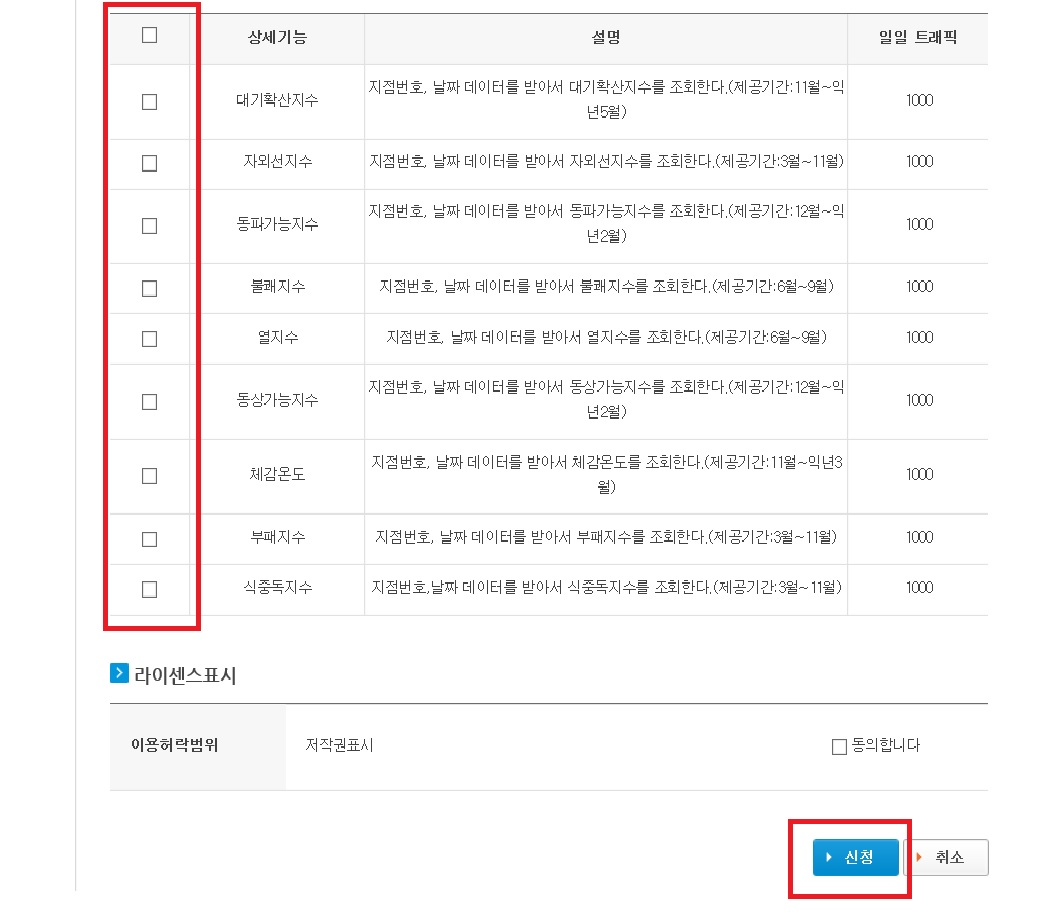 상세기능 설명 일일 트래픽
대기확산지수 지점번호, 날짜 데이터를 받아서 대기확산지수를 조회한다.(제공기간:11월~익 1000
년5월)
자외선지수 지점번호, 날짜 데이터를 받아서 자외선지수를 조회한다.(제공기간:3월~11월) 1000
동파가능지수 지점번호, 날짜 데이터를 받아서 동파가능지수를 조회한다.(제공기간:12월~익 1000
년2월)
불쾌지수 지점번호, 날짜 데이터를 받아서 불쾌지수를 조회한다.(제공기간:6월~9월) 1000
열지수 지점번호, 날짜 데이터를 받아서 열지수를 조회한다.(제공기간:6월~9월) 1000
동상가능지수 지점번호, 날짜 데이터를 받아서 동상가능지수를 조회한다.(제공기간:12월~익 1000
년2월)
체감온도 지점번호, 날짜 데이터를 받아서 체감온도를 조회한다.(제공기간:11월~익년3 1000
월)
부패지수 지점번호, 날짜 데이터를 받아서 부패지수를 조회한다.(제공기간:3월~11월) 1000
식중독지수 지점번호,날짜 데이터를 받아서 식중독지수를 조회한다.(제공기간:3월~11월) 1000
라이센스표시
이용허락범위 저작권표시 동의합니다
신청 취소